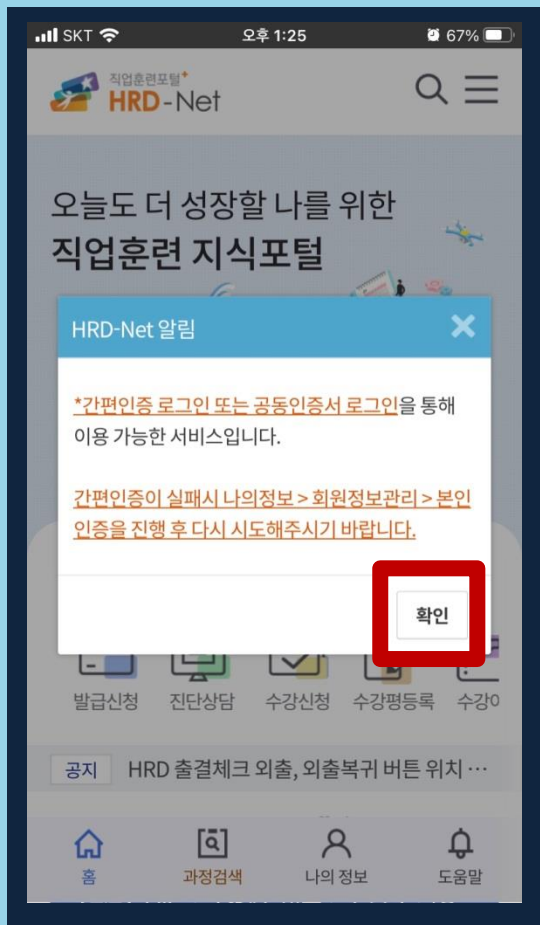 SKT 오후 1:25 67%
직업훈련포털
HRD-Net
오늘도 더 성장할 나를 위한
직업훈련 지식포털
HRD-Net 알림
*간편인증 로그인 또는 공동인증서 로그인을 통해
이용 가능한 서비스입니다.
간편인증이 실패시 나의정보 > 회원정보관리 > 본인
인증을 진행 후 다시 시도해주시기 바랍니다.
확인
발급신청 진단상담 수강신청 수강평등록 수강이
공지 HRD 출결체크 외출, 외출복귀 버튼 위치 …
홈 과정검색 나의 정보 도움말